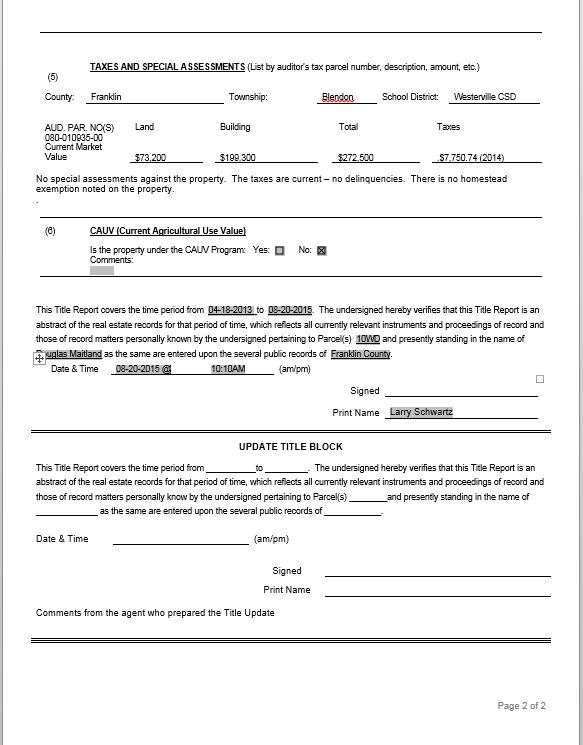 TAXES AND SPECIAL ASSESSMENTS (List by auditor's tax parcel number, description, amount, etc.)
(5)
County: Franklin Township: Blendon School District: Westerville CSD
AUD. PAR. NO(S) Land Building Total Taxes
080-010935-00
Current Market
Value $73,200 $199,300 $272,500 .$7,750.74 (2014)
No special assessments against the property. The taxes are current – no delinquencies. There is no homestead
exemption noted on the property.
.
(6) CAUV (Current Agricultural Use Value)
Is the property under the CAUV Program: Yes: ☐ No: ☒
Comments:
This Title Report covers the time period from 04-18-2013 to 08-20-2015. The undersigned hereby verifies that this Title Report is an
abstract of the real estate records for that period of time, which reflects all currently relevant instruments and proceedings of record and
those of record matters personally known by the undersigned pertaining to Parcel(s) 10WD and presently standing in the name of
Douglas Maitland as the same are entered upon the several public records of Franklin County.
Date & Time 08-20-2015 @ 10:10AM (am/pm)
Signed
Print Name Larry Schwartz
UPDATE TITLE BLOCK
This Title Report covers the time period from __________ to _________. The undersigned hereby verifies that this Title Report is an
abstract of the real estate records for that period of time, which reflects all currently relevant instruments and proceedings of record and
those of record matters personally know by the undersigned pertaining to Parcel(s) ________ and presently standing in the name of
_____________ as the same are entered upon the several public records of ____________.
Date & Time (am/pm)
Signed
Print Name
Comments from the agent who prepared the Title Update
Page 2 of 2